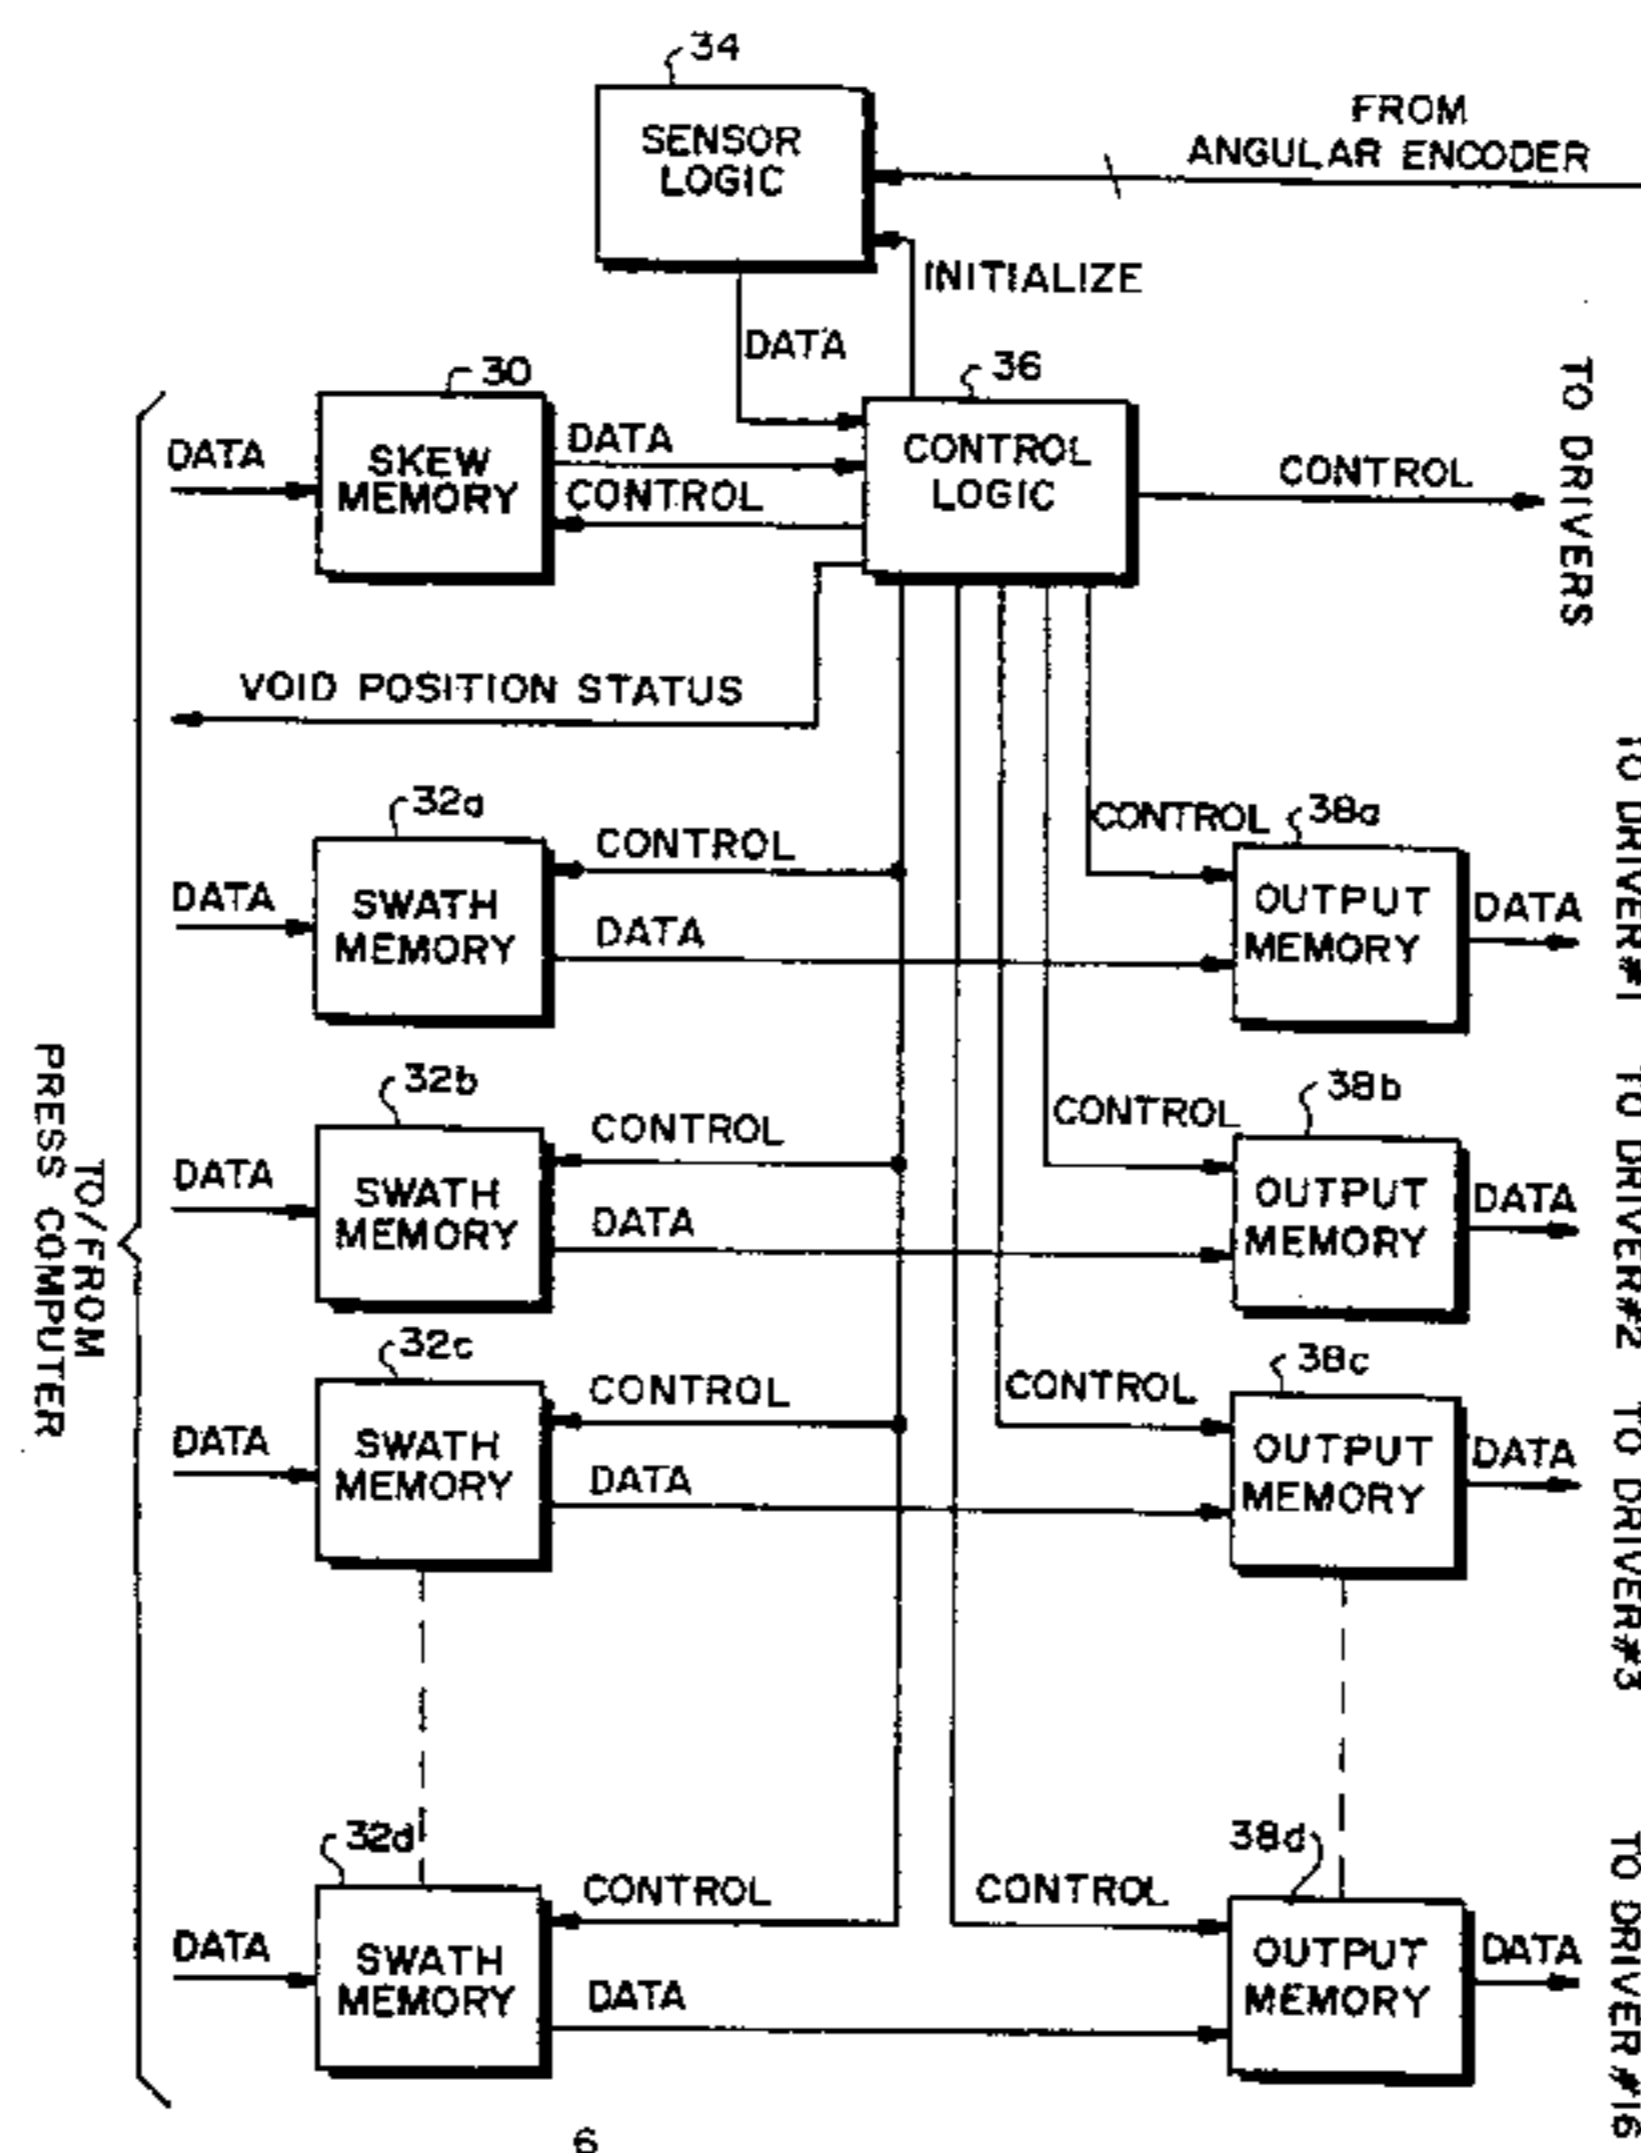 34
SENSOR
LOGIC
FROM
ANGULAR ENCODER
INITIALIZE
DATA
30
36
DATA
SKEW
MEMORY
DATA
CONTROL
CONTROL
LOGIC
CONTROL
TO DRIVERS
VOID POSITION STATUS
32a
CONTROL
CONTROL
38a
DATA
SWATH
MEMORY
DATA
OUTPUT
MEMORY
DATA
TO DRIVER#1
32b
CONTROL
CONTROL
38b
DATA
SWATH
MEMORY
DATA
OUTPUT
MEMORY
DATA
TO DRIVER#2
TO/FROM
PRESS COMPUTER
32c
CONTROL
CONTROL
38c
DATA
SWATH
MEMORY
DATA
OUTPUT
MEMORY
DATA
TO DRIVER#3
32d
CONTROL
CONTROL
38d
DATA
SWATH
MEMORY
DATA
OUTPUT
MEMORY
DATA
TO DRIVER#16
6